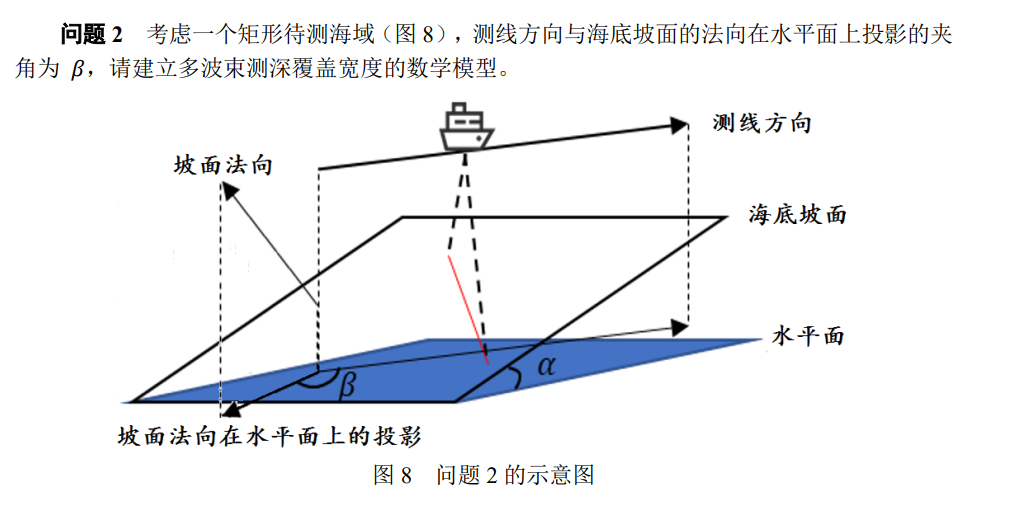 问题 2 考虑一个矩形待测海域（图 8），测线方向与海底坡面的法向在水平面上投影的夹
角为 β，请建立多波束测深覆盖宽度的数学模型。
测线方向
坡面法向
海底坡面
水平面
α
β
坡面法向在水平面上的投影
图 8 问题 2 的示意图